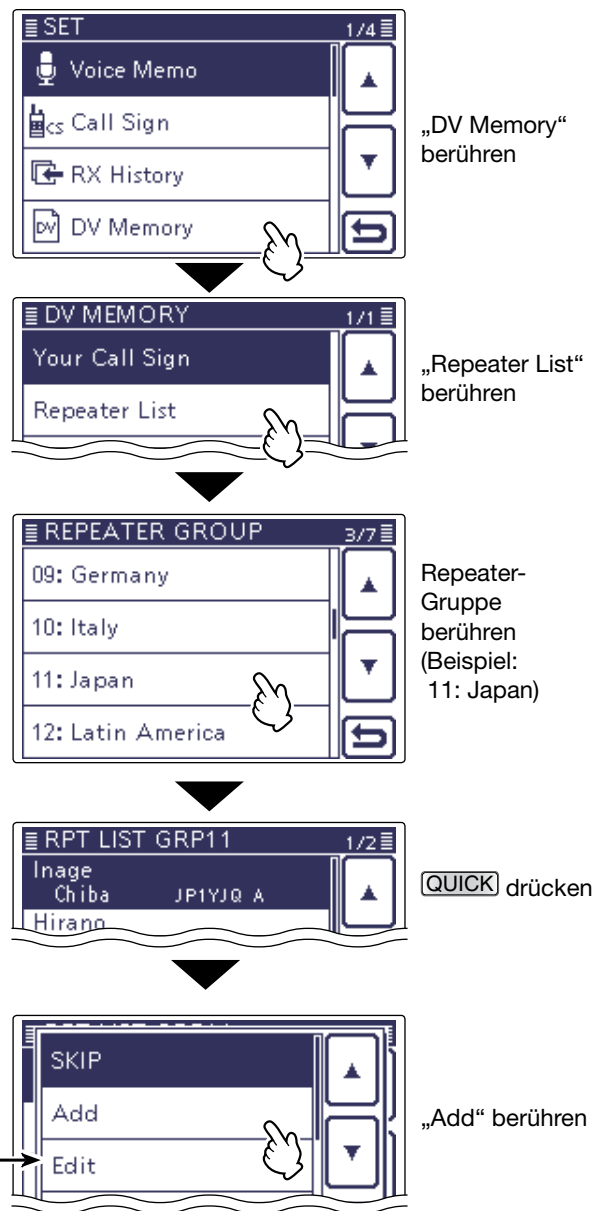 SET 1/4
Voice Memo
CS Call Sign
RX History
DV DV Memory
„DV Memory“
berühren
DV MEMORY 1/1
Your Call Sign
Repeater List
„Repeater List“
berühren
REPEATER GROUP 3/7
09: Germany
10: Italy
11: Japan
12: Latin America
Repeater-
Gruppe
berühren
(Beispiel:
11: Japan)
RPT LIST GRP11 1/2
Inage
Chiba JP1YJQ A
Hirano
QUICK drücken
SKIP
Add
Edit
„Add“ berühren